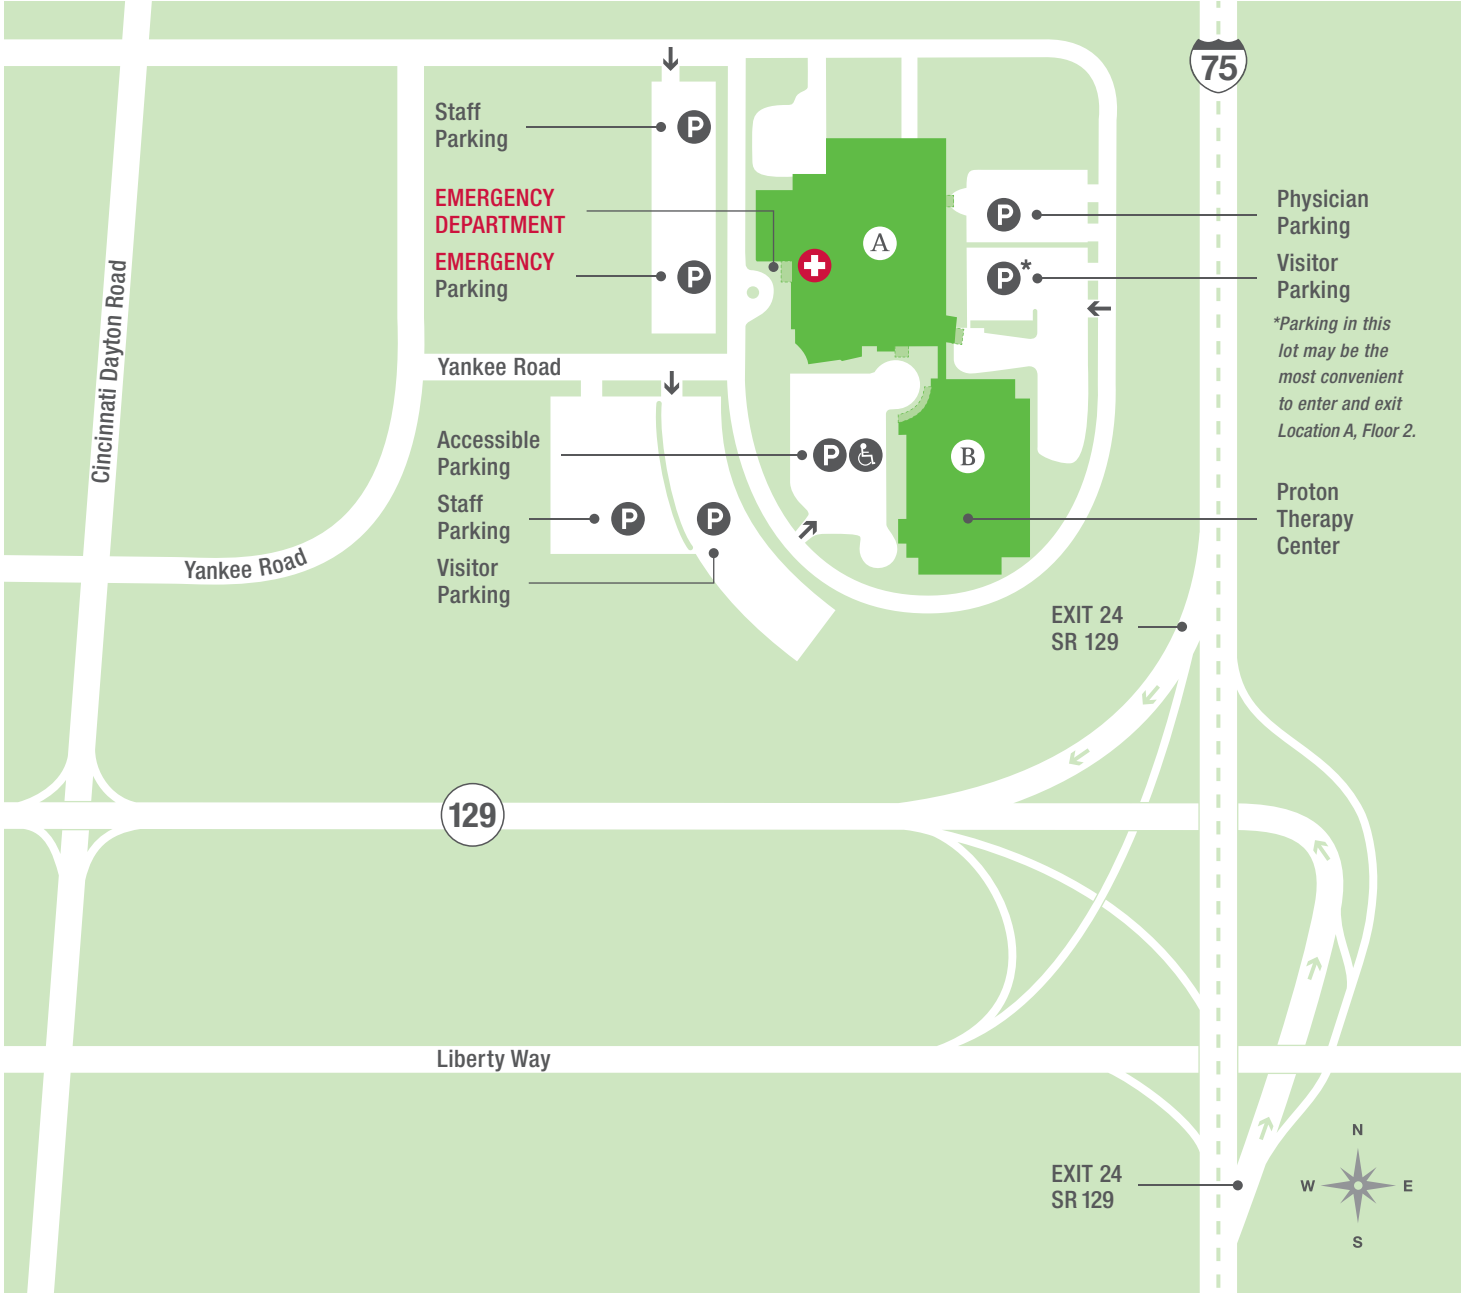 75
Staff
Parking
P
EMERGENCY
DEPARTMENT
EMERGENCY
Parking
P
A
P
Physician
Parking
P*
Visitor
Parking
*Parking in this
lot may be the
most convenient
to enter and exit
Location A, Floor 2.
Cincinnati Dayton Road
Yankee Road
Accessible
Parking
P
B
Staff
Parking
P
P
Visitor
Parking
Proton
Therapy
Center
Yankee Road
EXIT 24
SR 129
129
Liberty Way
EXIT 24
SR 129
N
W
E
S